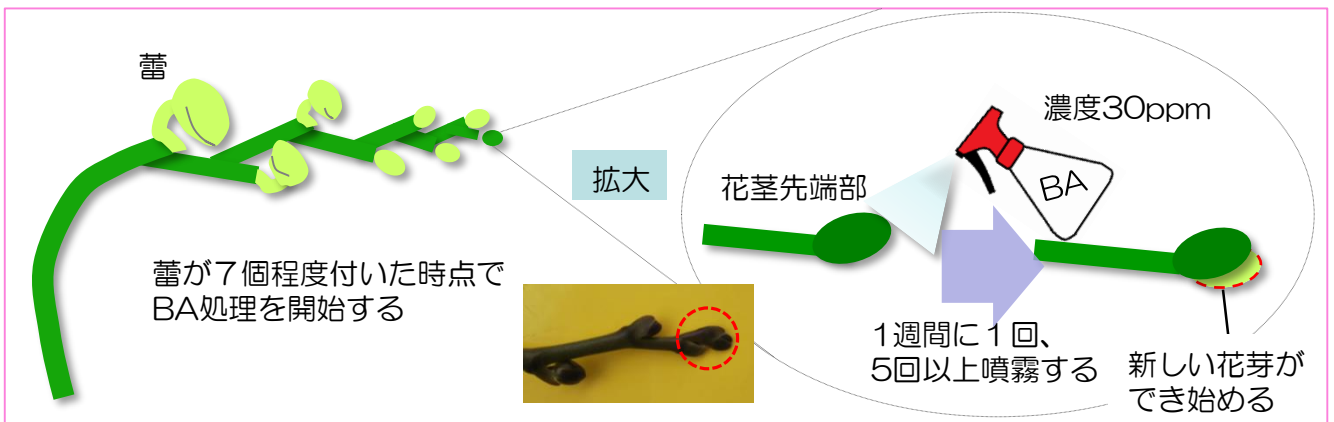 蕾
蕾が７個程度付いた時点で
BA処理を開始する
拡大
花茎先端部
濃度30ppm
BA
1週間に１回、
5回以上噴霧する
新しい花芽が
でき始める